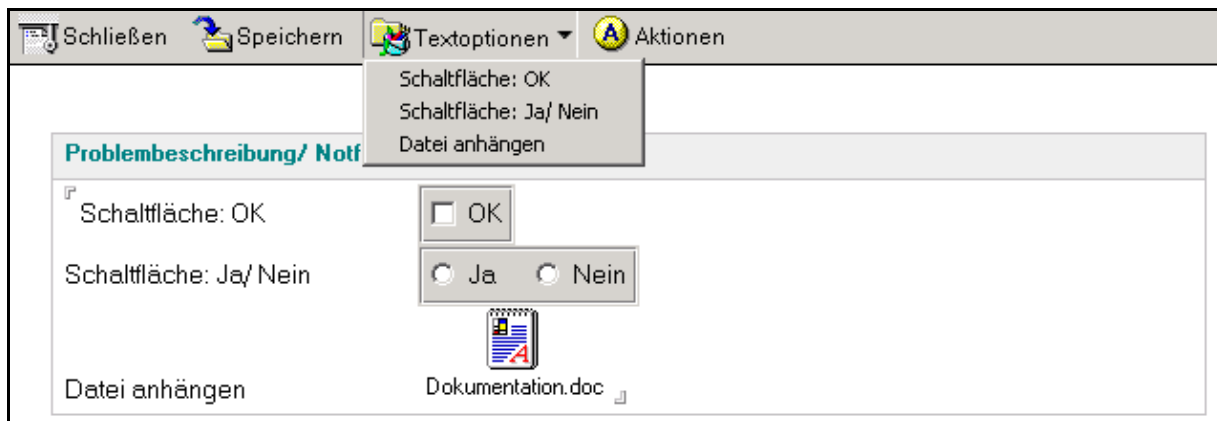 Schließen Speichern Textoptionen Aktionen
Schaltfläche: OK
Schaltfläche: Ja/ Nein
Datei anhängen
Problembeschreibung/ Notf
Schaltfläche: OK OK
Schaltfläche: Ja/ Nein Ja Nein
Datei anhängen Dokumentation.doc